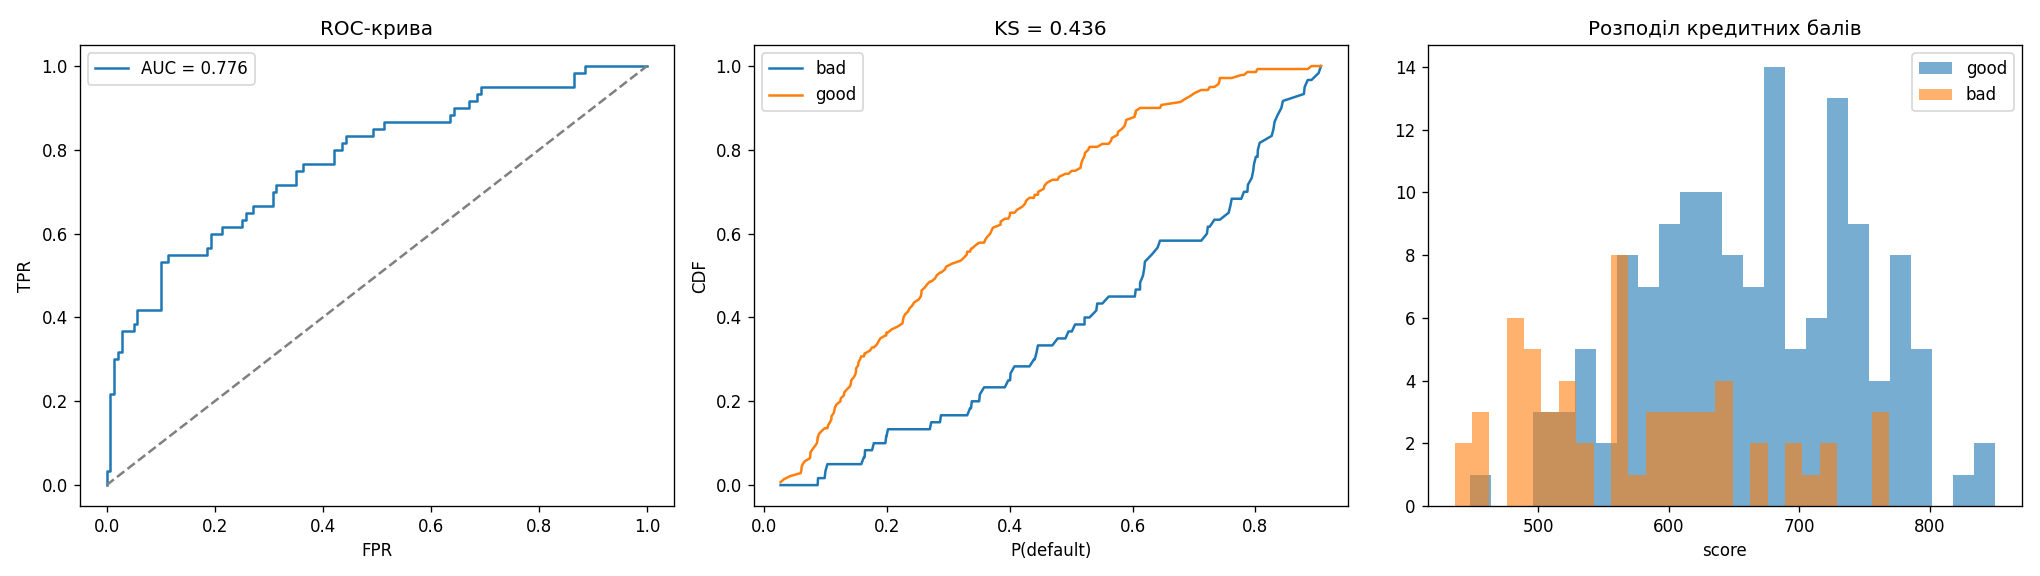 ROC-крива
AUC = 0.776
1.0
0.8
0.6
0.4
0.2
0.0
TPR
0.0 0.2 0.4 0.6 0.8 1.0
FPR
KS = 0.436
bad
good
1.0
0.8
0.6
0.4
0.2
0.0
CDF
0.0 0.2 0.4 0.6 0.8
P(default)
Розподіл кредитних балів
good
bad
14
12
10
8
6
4
2
0
500 600 700 800
score